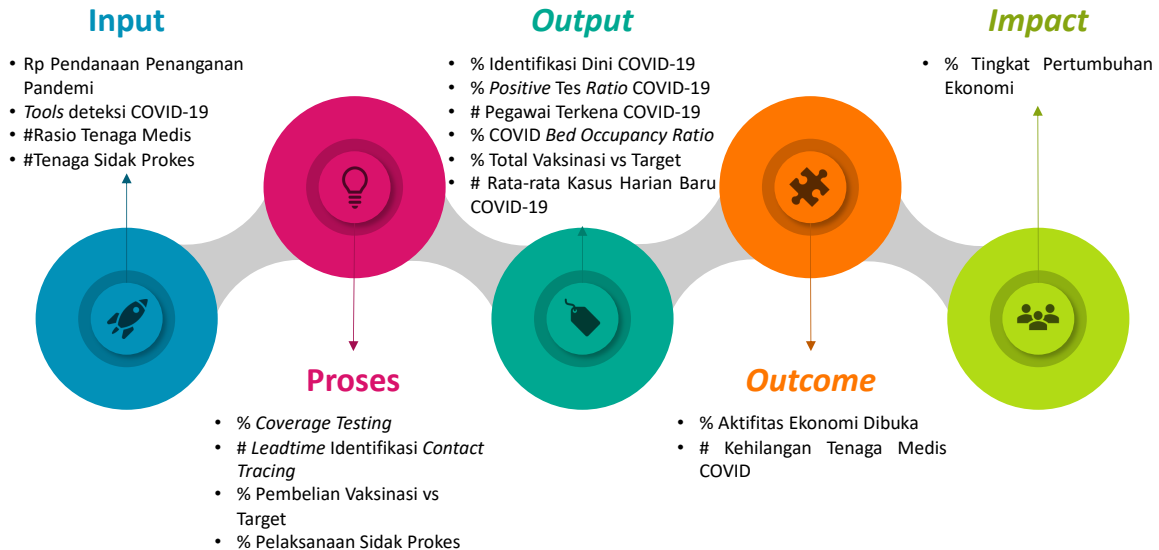 Input
• Rp Pendanaan Penanganan
Pandemi
• Tools deteksi COVID-19
• #Rasio Tenaga Medis
• #Tenaga Sidak Prokes
Proses
• % Coverage Testing
• # Leadtime Identifikasi Contact
Tracing
• % Pembelian Vaksinasi vs
Target
• % Pelaksanaan Sidak Prokes
Output
• % Identifikasi Dini COVID-19
• % Positive Tes Ratio COVID-19
• # Pegawai Terkena COVID-19
• % COVID Bed Occupancy Ratio
• % Total Vaksinasi vs Target
• # Rata-rata Kasus Harian Baru
COVID-19
Outcome
• % Aktifitas Ekonomi Dibuka
• # Kehilangan Tenaga Medis
COVID
Impact
• % Tingkat Pertumbuhan
Ekonomi